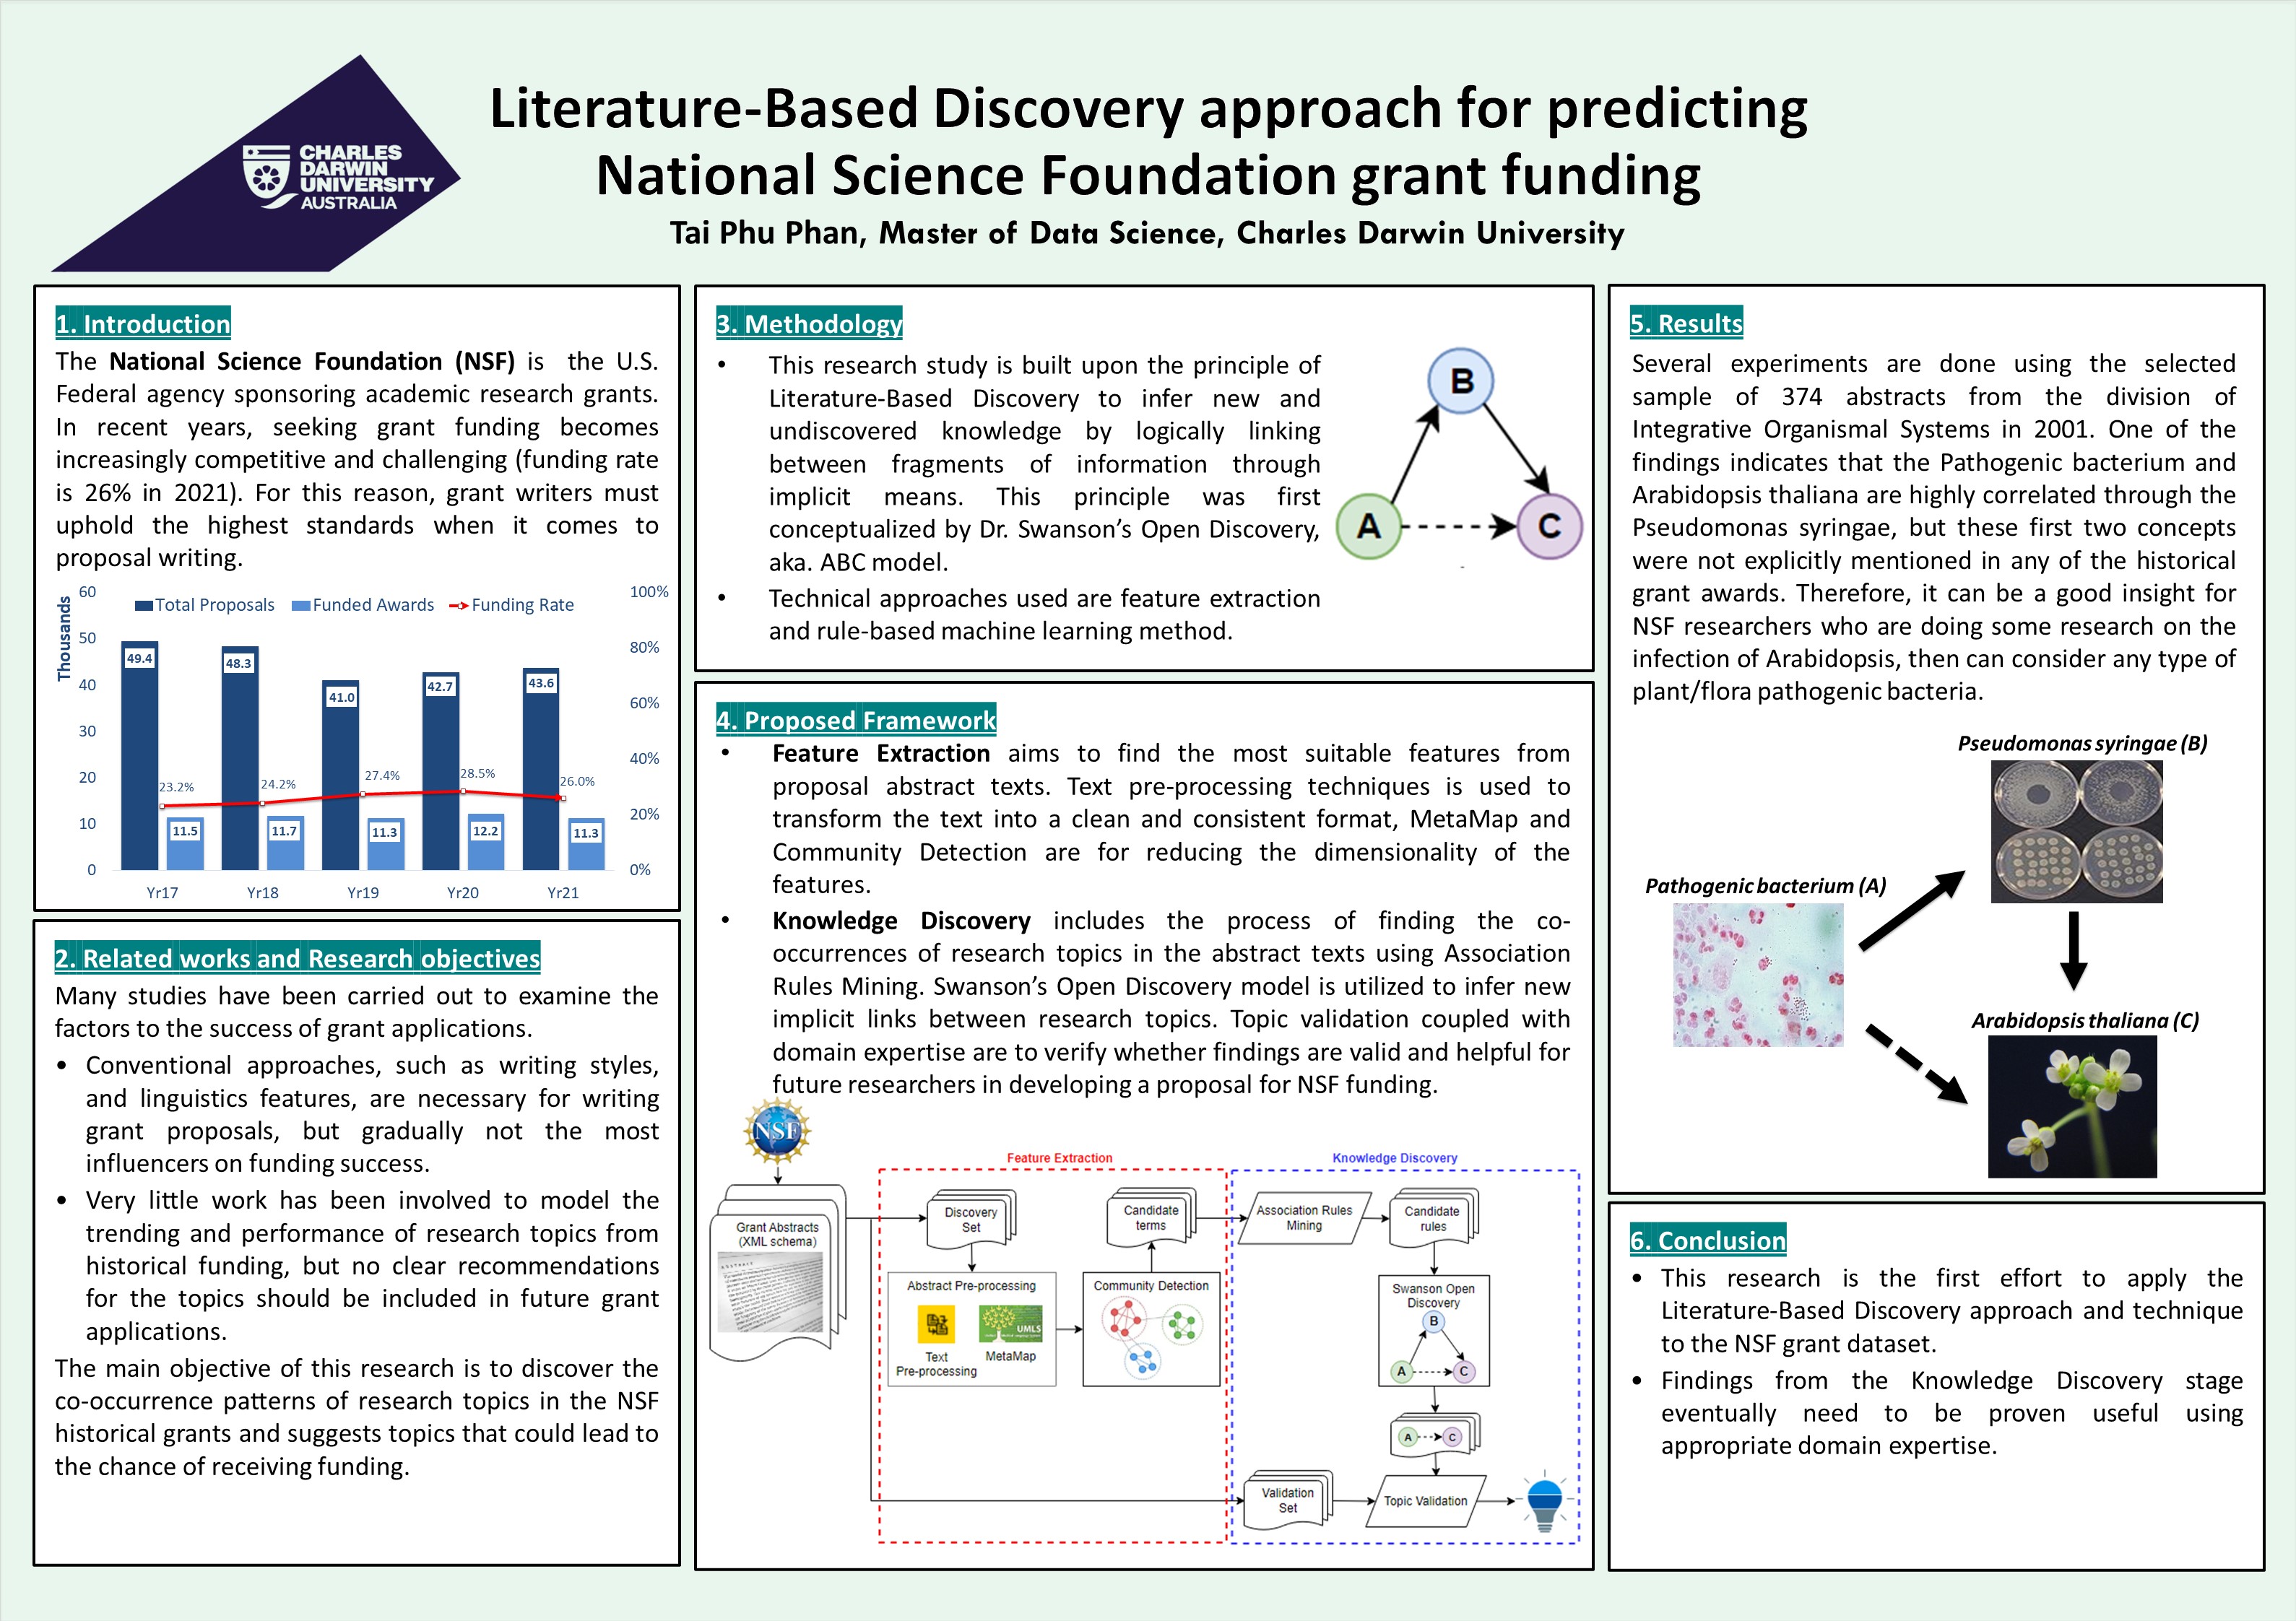 CHARLES
DARWIN
UNIVERSITY
AUSTRALIA
Literature-Based Discovery approach for predicting
National Science Foundation grant funding
Tai Phu Phan, Master of Data Science, Charles Darwin University
1. Introduction
The National Science Foundation (NSF) is the U.S.
Federal agency sponsoring academic research grants.
In recent years, seeking grant funding becomes
increasingly competitive and challenging (funding rate
is 26% in 2021). For this reason, grant writers must
uphold the highest standards when it comes to
proposal writing.
Thousands
60
50
40
30
20
10
0
Total Proposals Funded Awards Funding Rate
100%
80%
60%
40%
20%
0%
49.4
48.3
41.0
42.7
43.6
23.2%
24.2%
27.4%
28.5%
26.0%
11.5
11.7
11.3
12.2
11.3
Yr17 Yr18 Yr19 Yr20 Yr21
2. Related works and Research objectives
Many studies have been carried out to examine the
factors to the success of grant applications.
• Conventional approaches, such as writing styles,
and linguistics features, are necessary for writing
grant proposals, but gradually not the most
influencers on funding success.
• Very little work has been involved to model the
trending and performance of research topics from
historical funding, but no clear recommendations
for the topics should be included in future grant
applications.
The main objective of this research is to discover the
co-occurrence patterns of research topics in the NSF
historical grants and suggests topics that could lead to
the chance of receiving funding.
3. Methodology
• This research study is built upon the principle of
Literature-Based Discovery to infer new and
undiscovered knowledge by logically linking
between fragments of information through
implicit means. This principle was first
conceptualized by Dr. Swanson's Open Discovery,
aka. ABC model.
• Technical approaches used are feature extraction
and rule-based machine learning method.
B
A
C
4. Proposed Framework
• Feature Extraction aims to find the most suitable features from
proposal abstract texts. Text pre-processing techniques is used to
transform the text into a clean and consistent format, MetaMap and
Community Detection are for reducing the dimensionality of the
features.
• Knowledge Discovery includes the process of finding the co-
occurrences of research topics in the abstract texts using Association
Rules Mining. Swanson's Open Discovery model is utilized to infer new
implicit links between research topics. Topic validation coupled with
domain expertise are to verify whether findings are valid and helpful for
future researchers in developing a proposal for NSF funding.
NSF
Grant Abstracts
(XML schema)
ABSTRACT
Feature Extraction
Discovery
Set
Abstract Pre-processing
Text
Pre-processing
UMLS
MetaMap
Candidate
terms
Community Detection
Knowledge Discovery
Association Rules
Mining
Candidate
rules
Swanson Open
Discovery
B
A
C
A
C
Validation
Set
Topic Validation
5. Results
Several experiments are done using the selected
sample of 374 abstracts from the division of
Integrative Organismal Systems in 2001. One of the
findings indicates that the Pathogenic bacterium and
Arabidopsis thaliana are highly correlated through the
Pseudomonas syringae, but these first two concepts
were not explicitly mentioned in any of the historical
grant awards. Therefore, it can be a good insight for
NSF researchers who are doing some research on the
infection of Arabidopsis, then can consider any type of
plant/flora pathogenic bacteria.
Pseudomonas syringae (B)
Pathogenic bacterium (A)
Arabidopsis thaliana (C)
6. Conclusion
• This research is the first effort to apply the
Literature-Based Discovery approach and technique
to the NSF grant dataset.
• Findings from the Knowledge Discovery stage
eventually need to be proven useful using
appropriate domain expertise.